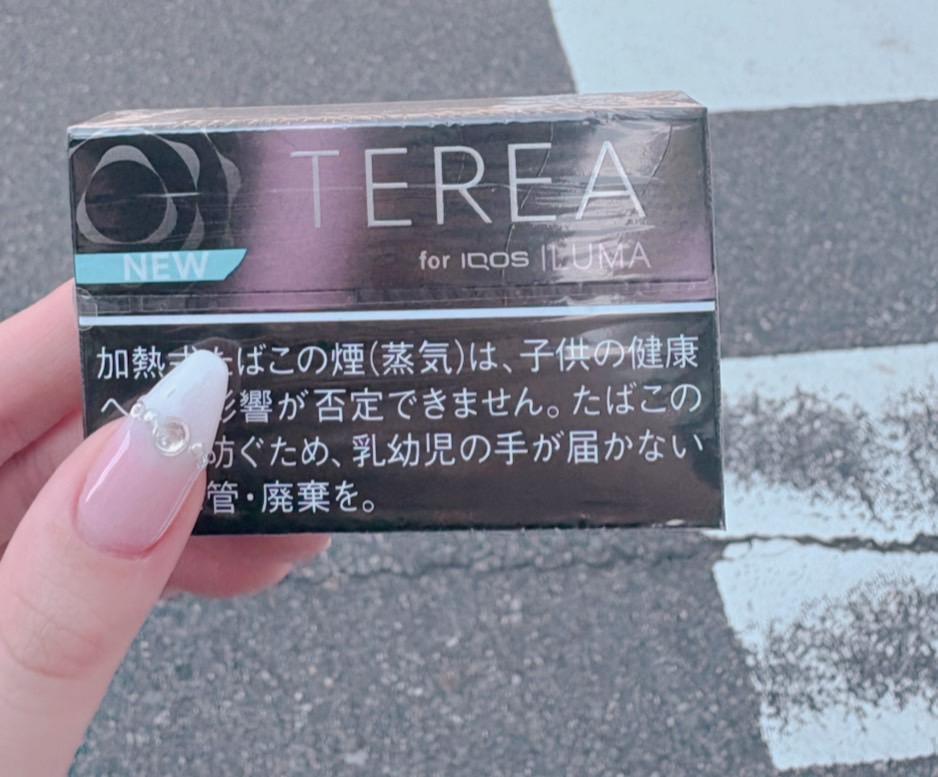 TEREA
NEW
for IQOS ILUMA
加熱式たばこの煙(蒸気)は、子供の健康
へ 影響が否定できません。たばこの
防ぐため、乳幼児の手が届かない
管・廃棄を。